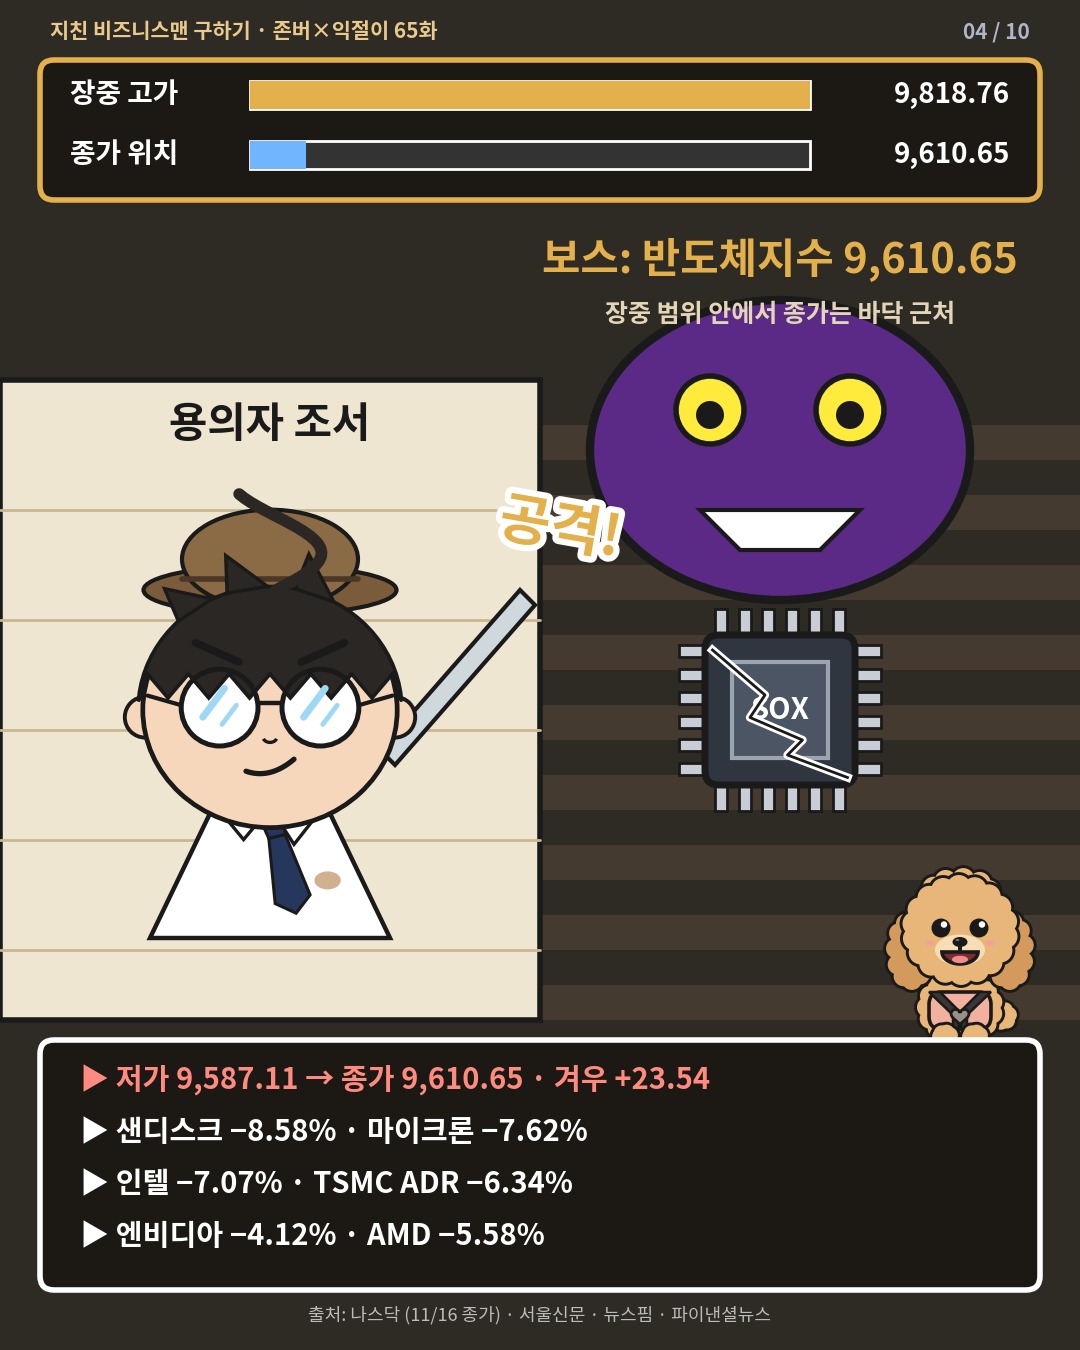 지친 비즈니스맨 구하기 · 존버×익절이 65화
04 / 10
장중 고가 9,818.76
종가 위치 9,610.65
보스: 반도체지수 9,610.65
장중 범위 안에서 종가는 바닥 근처
용의자 조서
공격!
SOX
▶ 저가 9,587.11 → 종가 9,610.65 · 겨우 +23.54
▶ 샌디스크 −8.58% · 마이크론 −7.62%
▶ 인텔 −7.07% · TSMC ADR −6.34%
▶ 엔비디아 −4.12% · AMD −5.58%
출처: 나스닥 (11/16 종가) · 서울신문 · 뉴스핌 · 파이낸셜뉴스